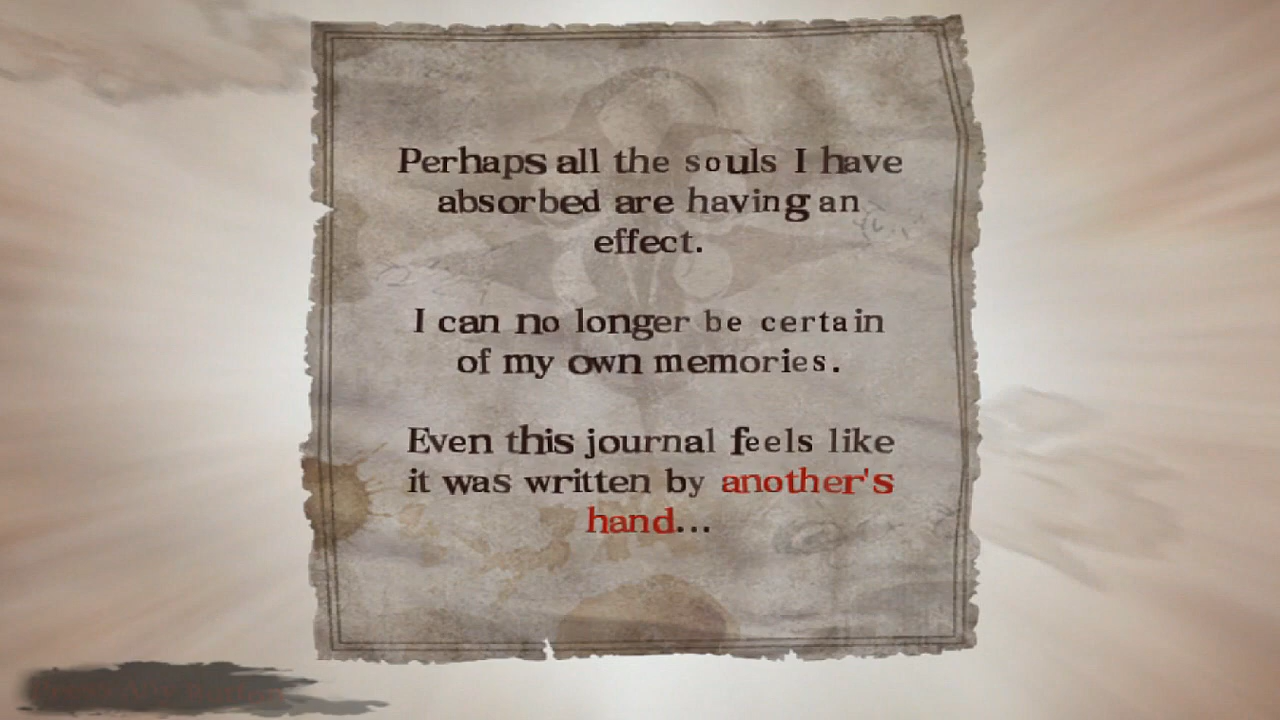 Perhaps all the souls I have
absorbed are having an
effect.
I can no longer be certain
of my own memories.
Even this journal feels like
it was written by another's
hand...